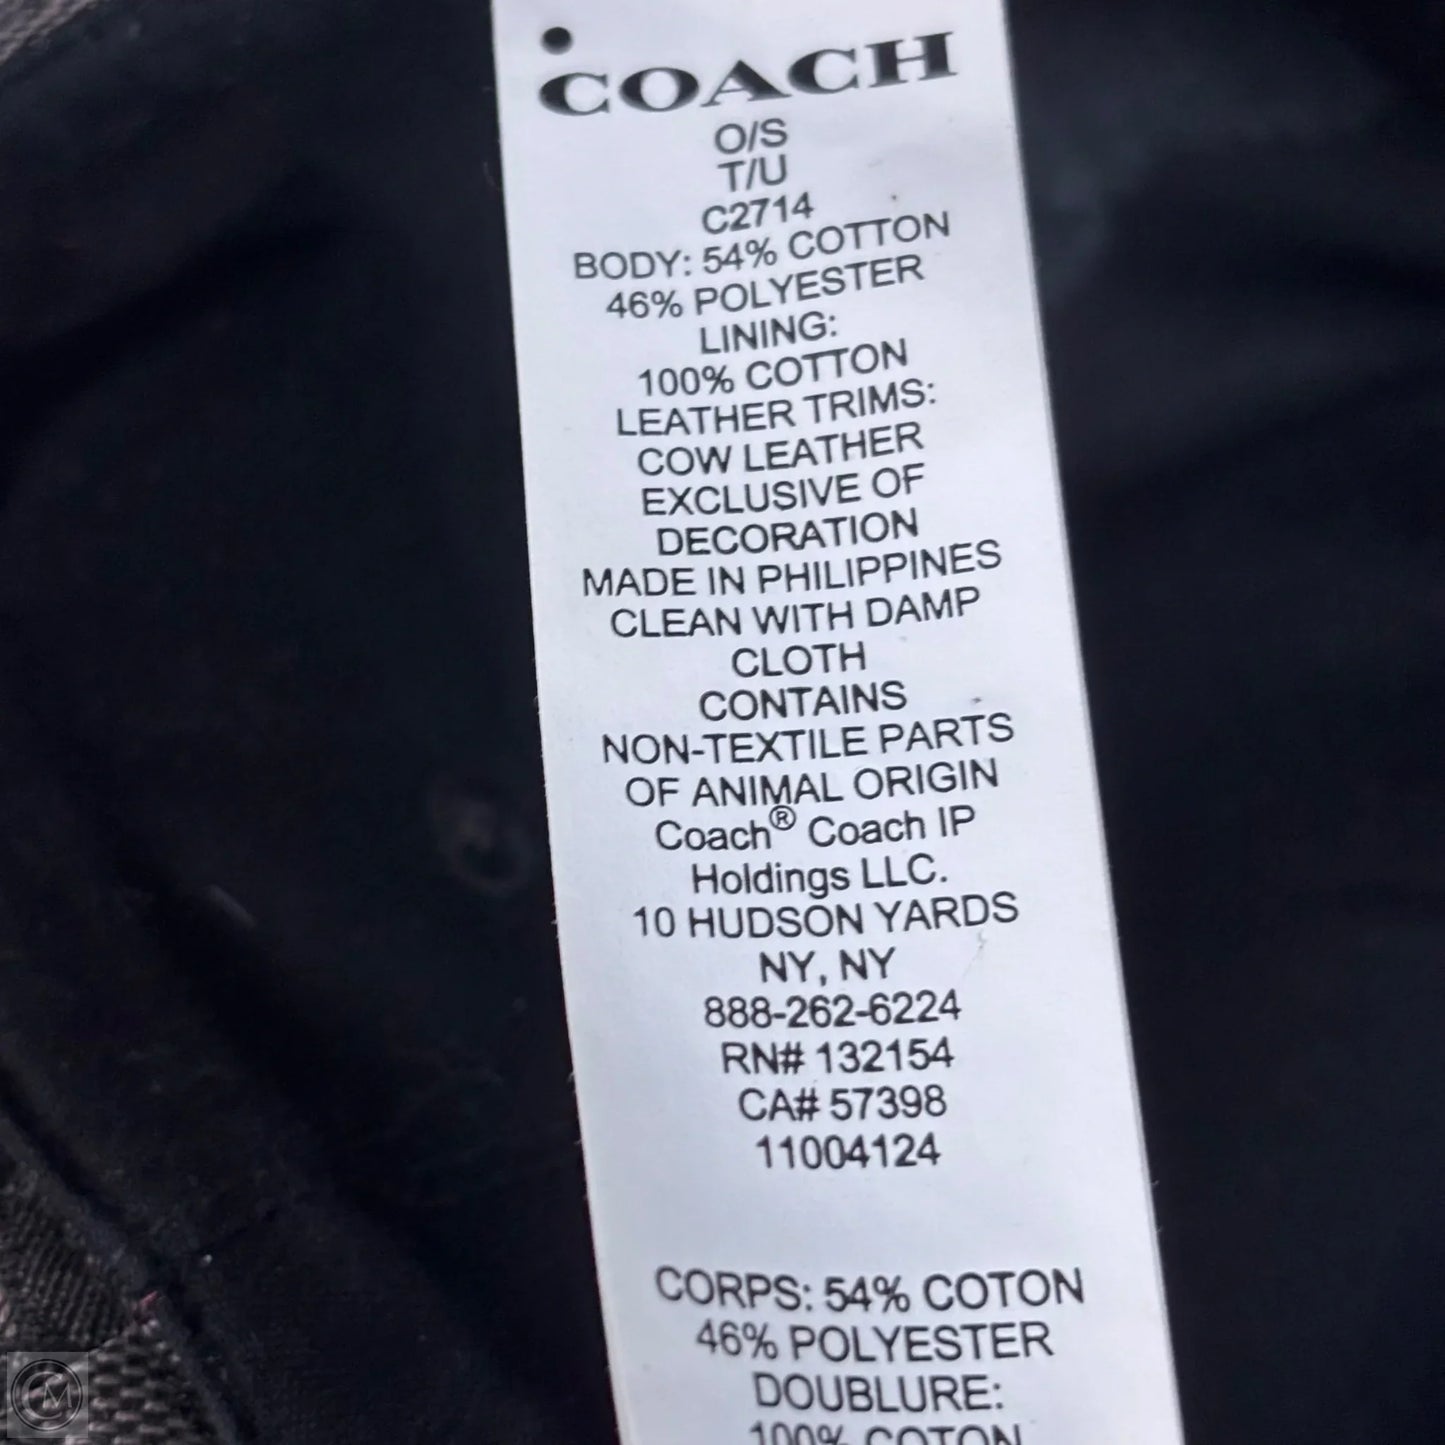 COACH
O/S
T/U
C2714
BODY: 54% COTTON
46% POLYESTER
LINING:
100% COTTON
LEATHER TRIMS:
COW LEATHER
EXCLUSIVE OF
DECORATION
MADE IN PHILIPPINES
CLEAN WITH DAMP
CLOTH
CONTAINS
NON-TEXTILE PARTS
OF ANIMAL ORIGIN
Coach® Coach IP
Holdings LLC.
10 HUDSON YARDS
NY, NY
888-262-6224
RN# 132154
CA# 57398
11004124
CORPS: 54% COTON
46% POLYESTER
DOUBLURE:
100% COTON